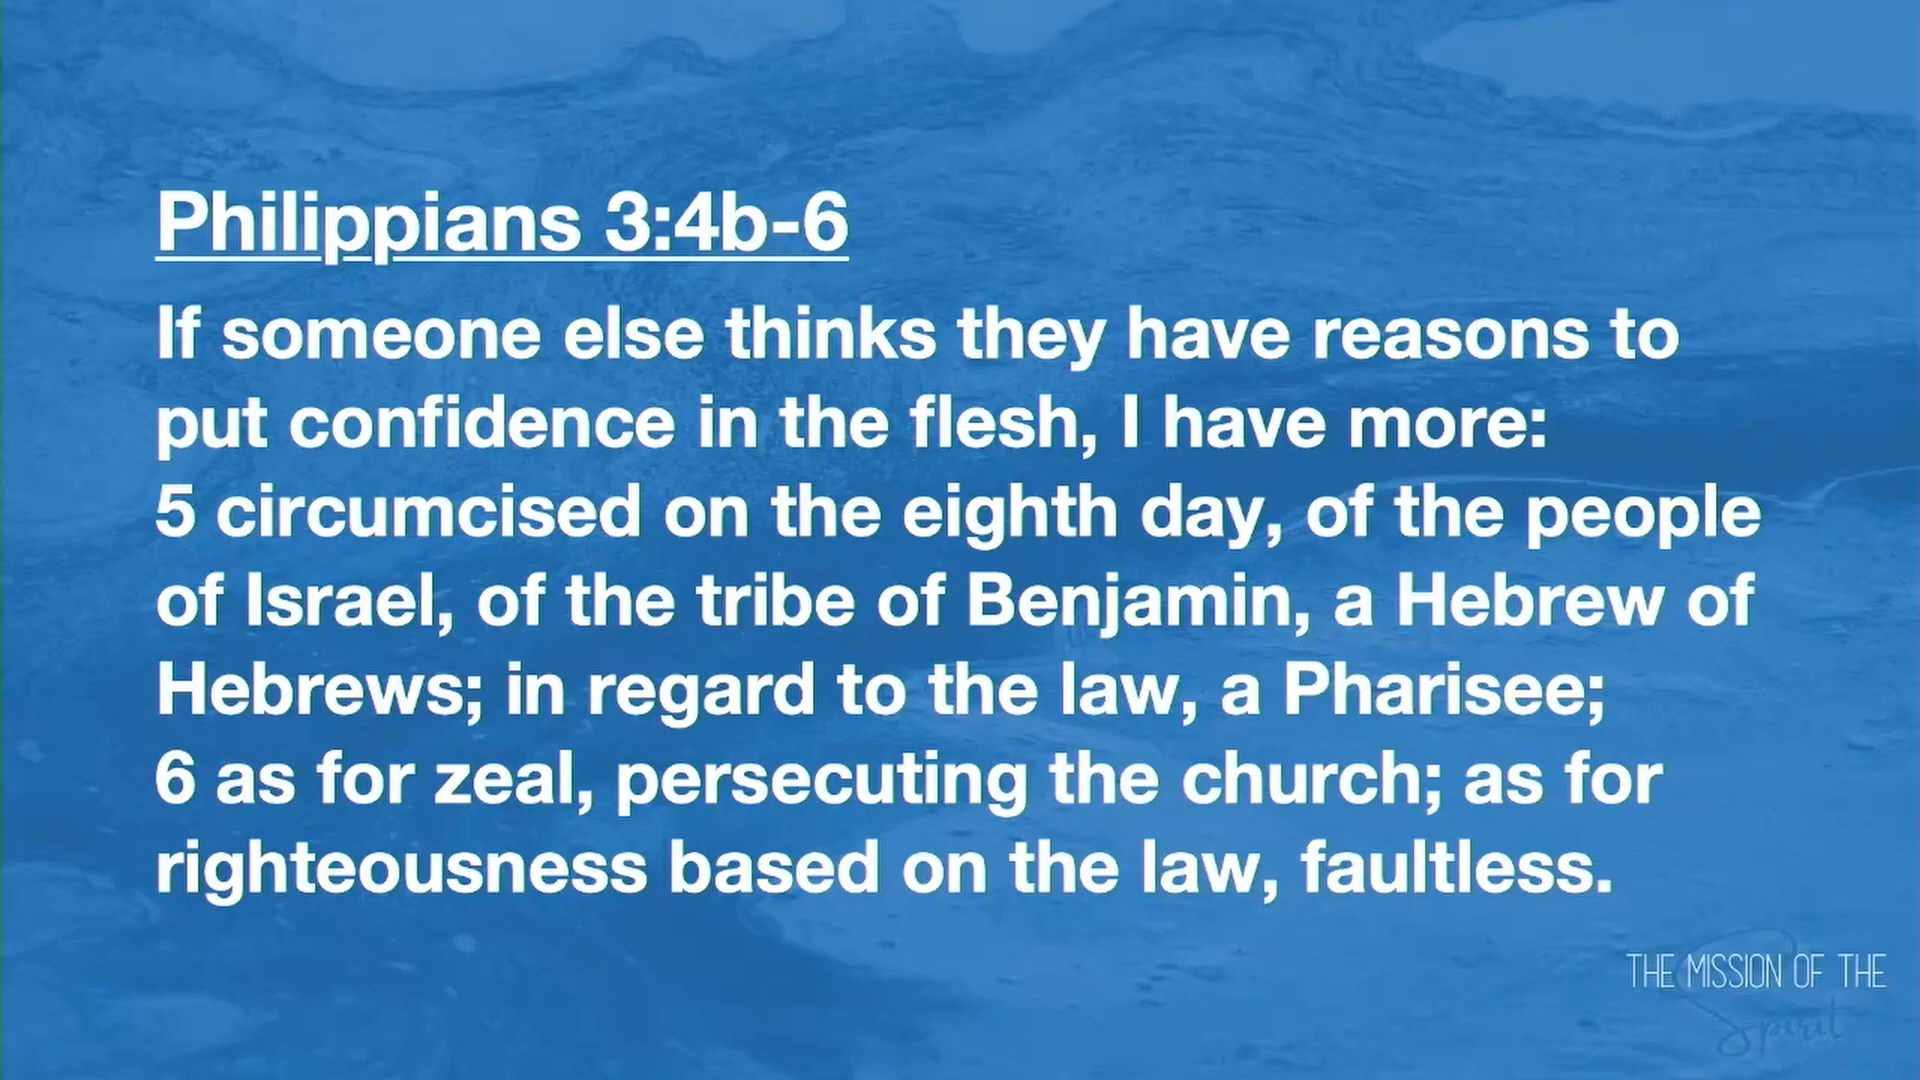 Philippians 3:4b-6
If someone else thinks they have reasons to
put confidence in the flesh, I have more:
5 circumcised on the eighth day, of the people
of Israel, of the tribe of Benjamin, a Hebrew of
Hebrews; in regard to the law, a Pharisee;
6 as for zeal, persecuting the church; as for
righteousness based on the law, faultless.
THE MISSION OF THE
Spirit